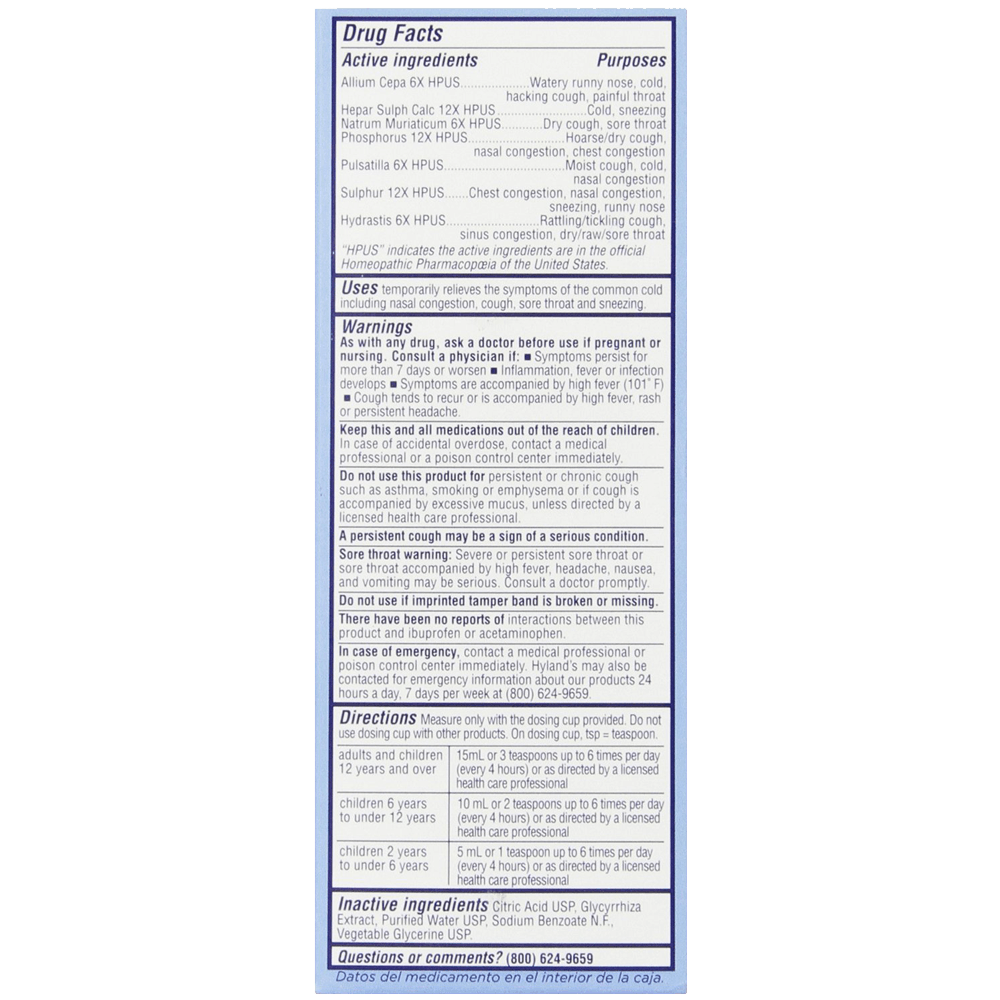 Drug Facts
Active ingredients Purposes
Allium Cepa 6X HPUS....................Watery runny nose, cold,
hacking cough, painful throat
Hepar Sulph Calc 12X HPUS..........................Cold, sneezing
Natrum Muriaticum 6X HPUS............Dry cough, sore throat
Phosphorus 12X HPUS...........................Hoarse/dry cough,
nasal congestion, chest congestion
Pulsatilla 6X HPUS..................................Moist cough, cold,
nasal congestion
Sulphur 12X HPUS......Chest congestion, nasal congestion,
sneezing, runny nose
Hydrastis 6X HPUS..........................Rattling/tickling cough,
sinus congestion, dry/raw/sore throat
"HPUS" indicates the active ingredients are in the official
Homeopathic Pharmacopœia of the United States.
Uses temporarily relieves the symptoms of the common cold
including nasal congestion, cough, sore throat and sneezing.
Warnings
As with any drug, ask a doctor before use if pregnant or
nursing. Consult a physician if: ■ Symptoms persist for
more than 7 days or worsen ■ Inflammation, fever or infection
develops ■ Symptoms are accompanied by high fever (101° F)
■ Cough tends to recur or is accompanied by high fever, rash
or persistent headache.
Keep this and all medications out of the reach of children.
In case of accidental overdose, contact a medical
professional or a poison control center immediately.
Do not use this product for persistent or chronic cough
such as asthma, smoking or emphysema or if cough is
accompanied by excessive mucus, unless directed by a
licensed health care professional.
A persistent cough may be a sign of a serious condition.
Sore throat warning: Severe or persistent sore throat or
sore throat accompanied by high fever, headache, nausea,
and vomiting may be serious. Consult a doctor promptly.
Do not use if imprinted tamper band is broken or missing.
There have been no reports of interactions between this
product and ibuprofen or acetaminophen.
In case of emergency, contact a medical professional or
poison control center immediately. Hyland's may also be
contacted for emergency information about our products 24
hours a day, 7 days per week at (800) 624-9659.
Directions Measure only with the dosing cup provided. Do not
use dosing cup with other products. On dosing cup, tsp = teaspoon.
adults and children 15mL or 3 teaspoons up to 6 times per day
12 years and over (every 4 hours) or as directed by a licensed
health care professional
children 6 years 10 mL or 2 teaspoons up to 6 times per day
to under 12 years (every 4 hours) or as directed by a licensed
health care professional
children 2 years 5 mL or 1 teaspoon up to 6 times per day
to under 6 years (every 4 hours) or as directed by a licensed
health care professional
Inactive ingredients Citric Acid USP, Glycyrrhiza
Extract, Purified Water USP, Sodium Benzoate N.F.,
Vegetable Glycerine USP.
Questions or comments? (800) 624-9659
Datos del medicamento en el interior de la caja.